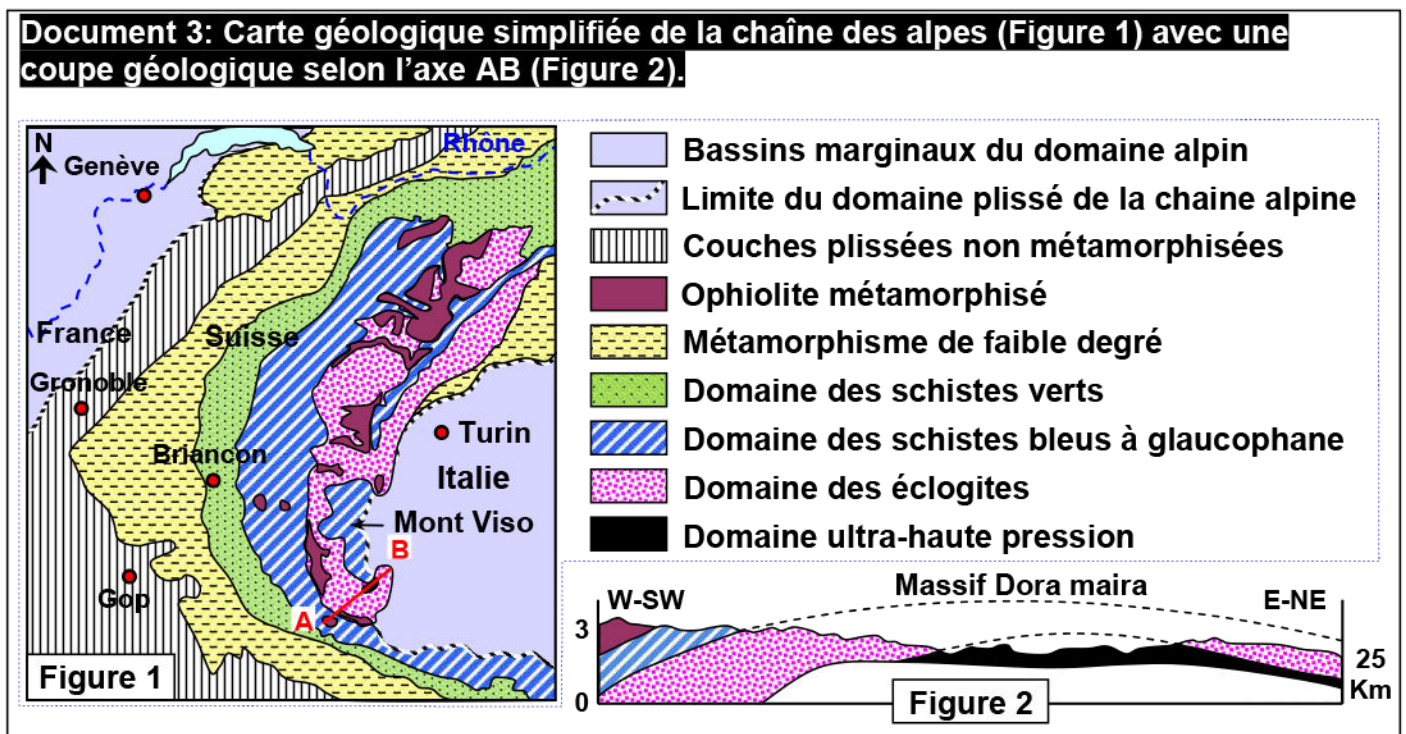 Document 3: Carte géologique simplifiée de la chaîne des alpes (Figure 1) avec une
coupe géologique selon l’axe AB (Figure 2).
N
Genève
Rhône
France
Suisse
Gronoble
Briancon
Turin
Italie
Mont Viso
B
A
Gop
Figure 1
Bassins marginaux du domaine alpin
Limite du domaine plissé de la chaine alpine
Couches plissées non métamorphisées
Ophiolite métamorphisé
Métamorphisme de faible degré
Domaine des schistes verts
Domaine des schistes bleus à glaucophane
Domaine des éclogites
Domaine ultra-haute pression
Massif Dora maira
W-SW
E-NE
3
0
25
Km
Figure 2